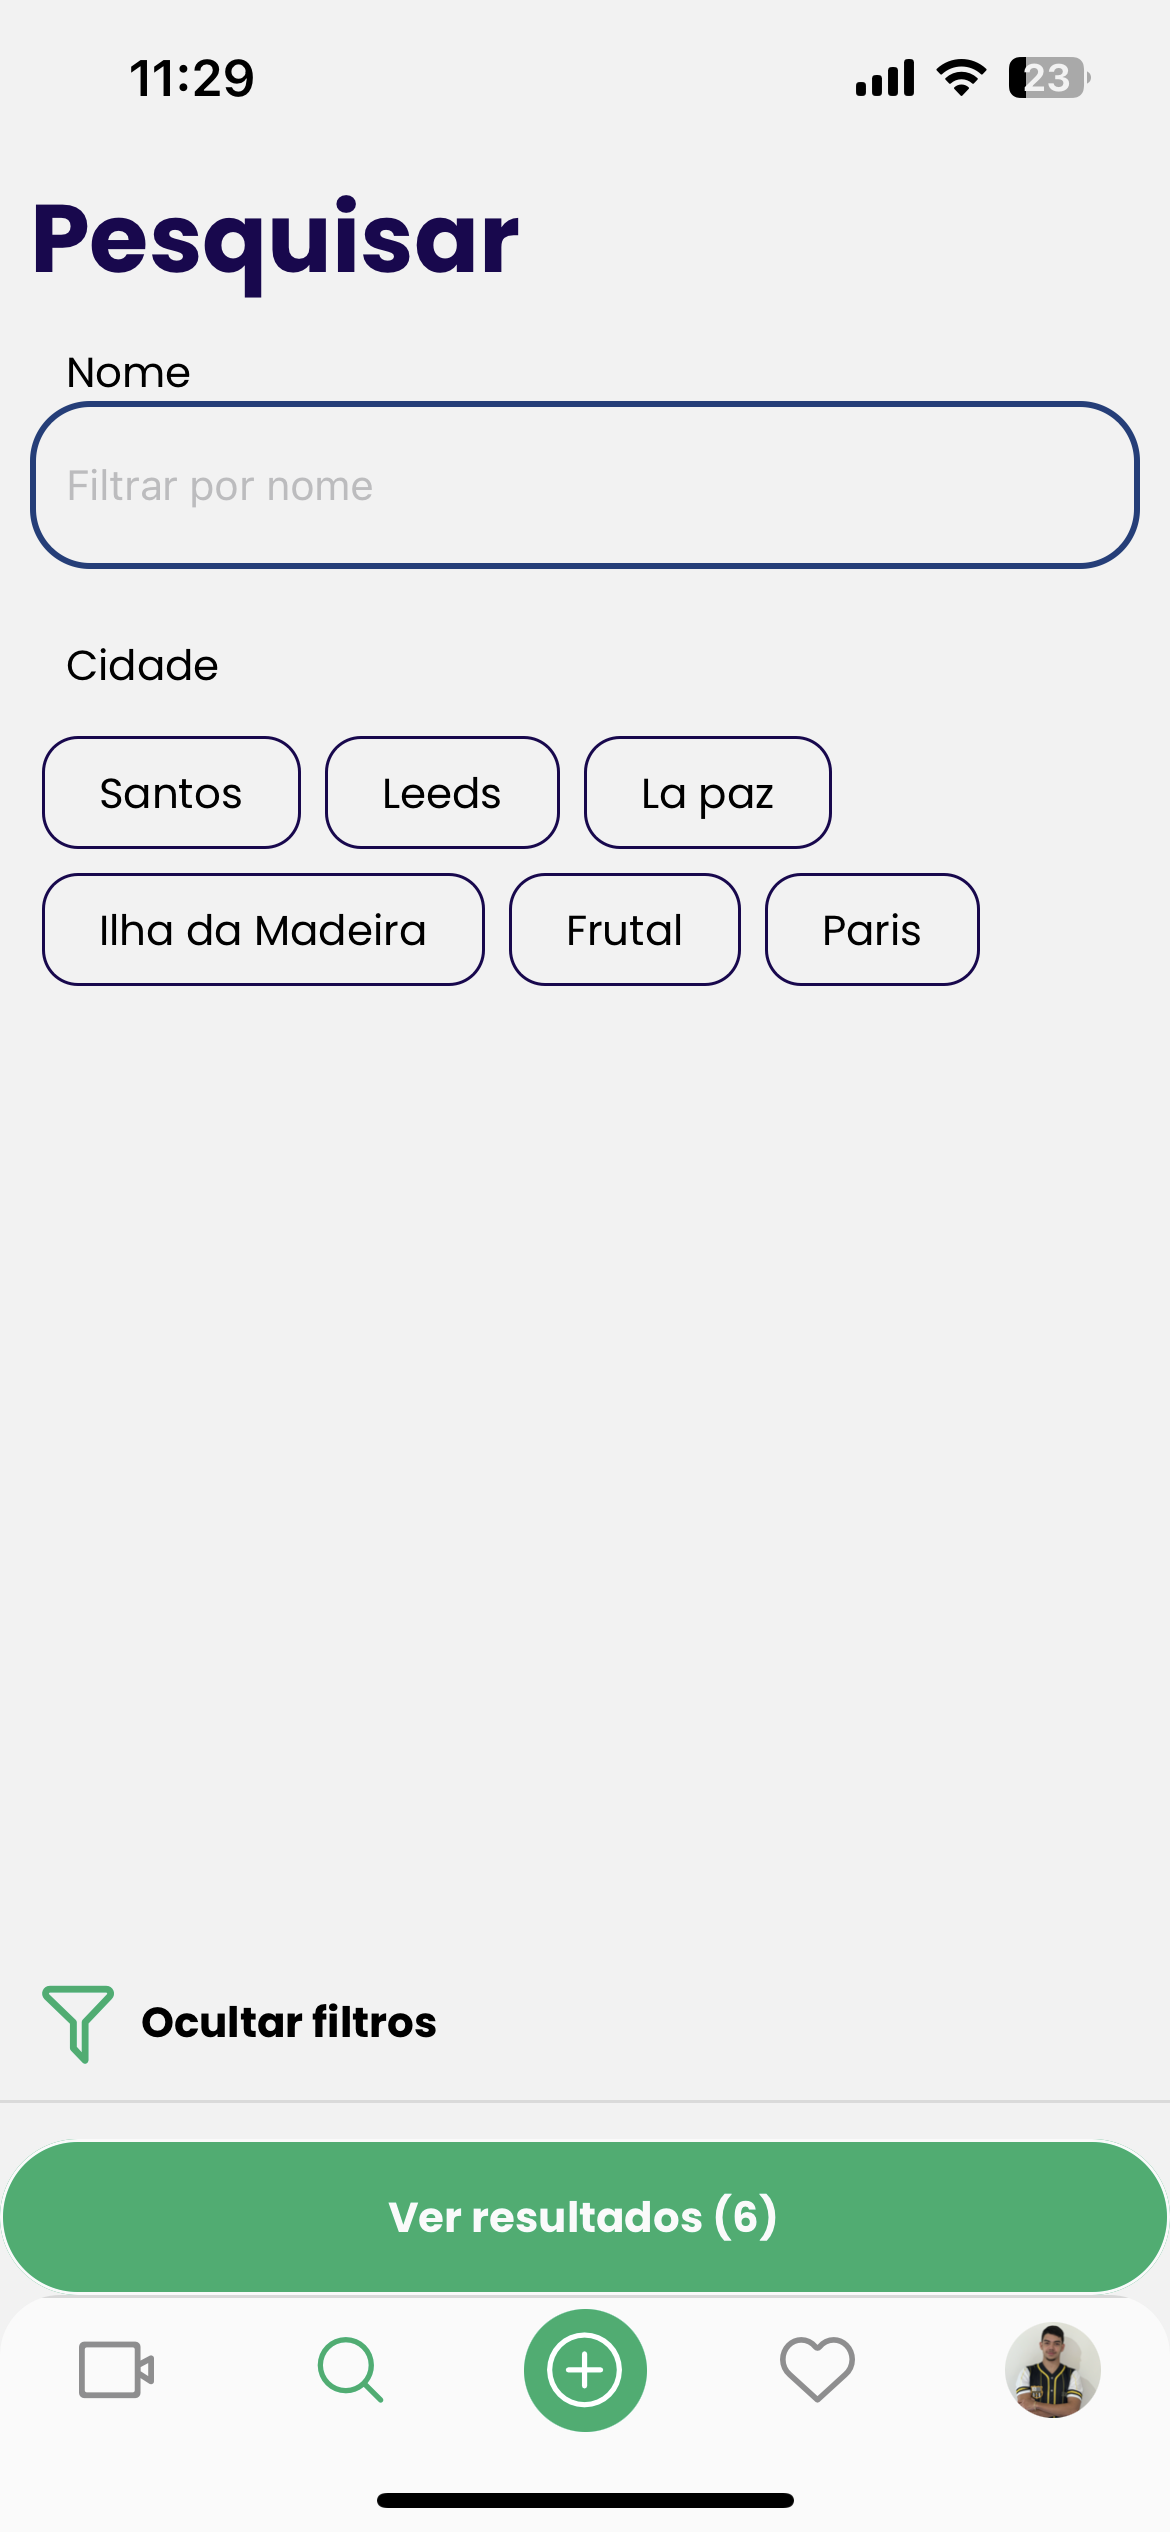 11:29
23
Pesquisar
Nome
Filtrar por nome
Cidade
Santos
Leeds
La paz
Ilha da Madeira
Frutal
Paris
Ocultar filtros
Ver resultados (6)